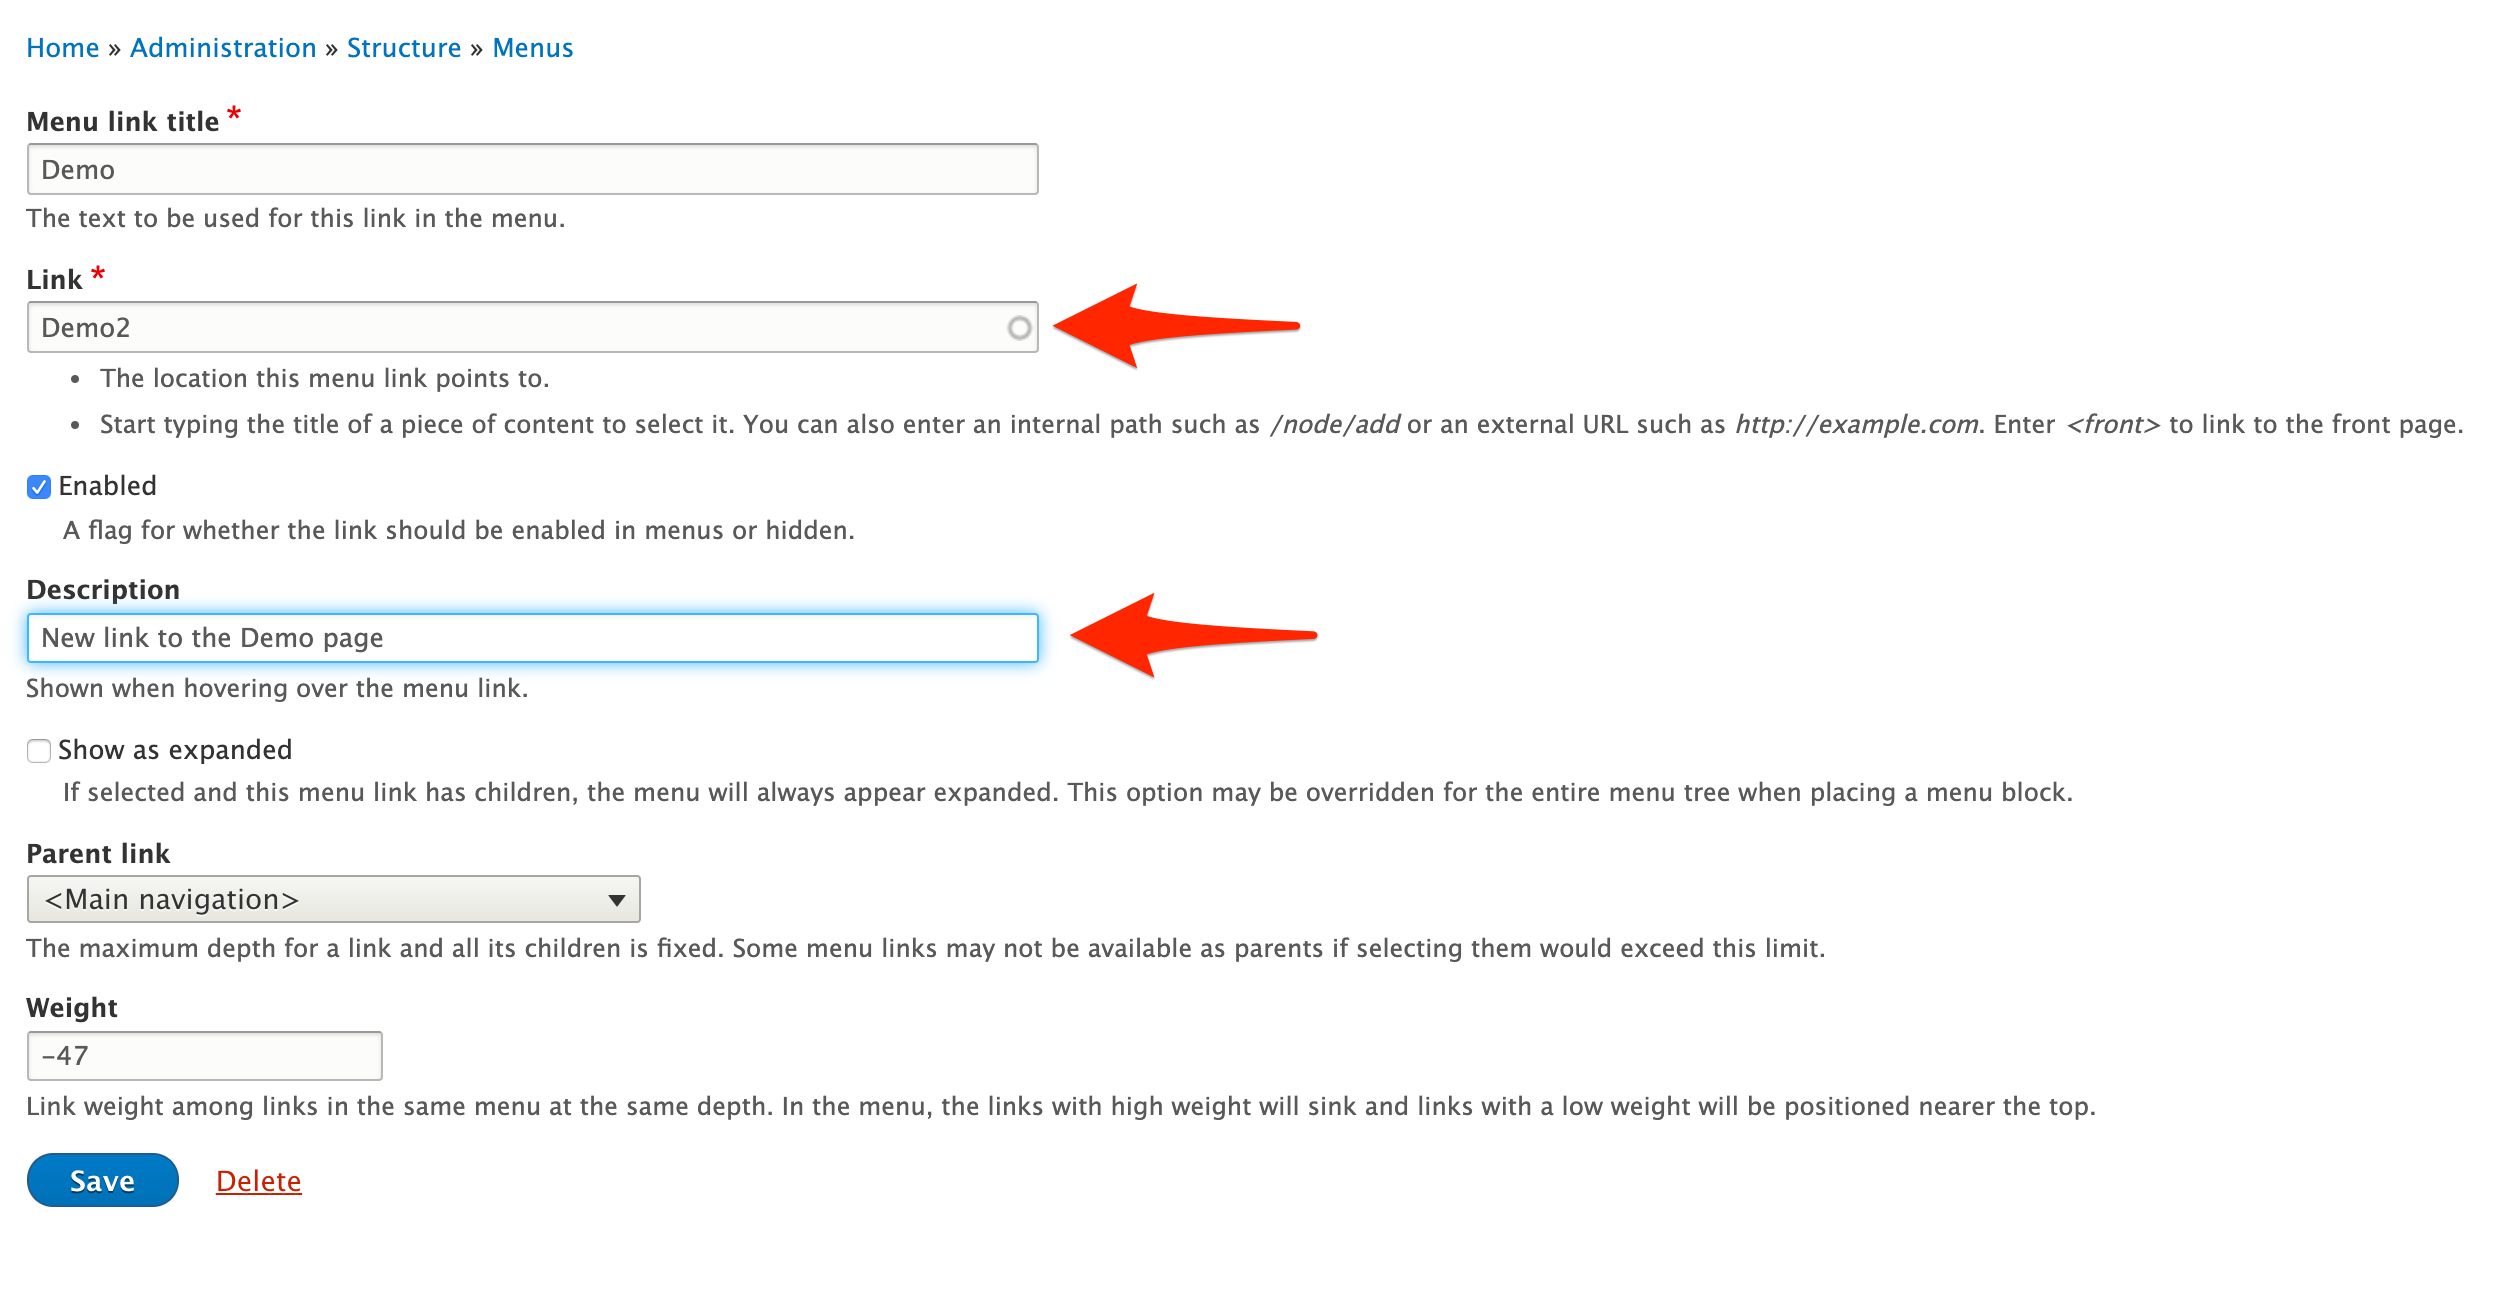 Home » Administration » Structure » Menus
Menu link title *
Demo
The text to be used for this link in the menu.
Link *
Demo2
• The location this menu link points to.
• Start typing the title of a piece of content to select it. You can also enter an internal path such as /node/add or an external URL such as http://example.com. Enter <front> to link to the front page.
Enabled
A flag for whether the link should be enabled in menus or hidden.
Description
New link to the Demo page
Shown when hovering over the menu link.
Show as expanded
If selected and this menu link has children, the menu will always appear expanded. This option may be overridden for the entire menu tree when placing a menu block.
Parent link
<Main navigation>
The maximum depth for a link and all its children is fixed. Some menu links may not be available as parents if selecting them would exceed this limit.
Weight
-47
Link weight among links in the same menu at the same depth. In the menu, the links with high weight will sink and links with a low weight will be positioned nearer the top.
Save Delete